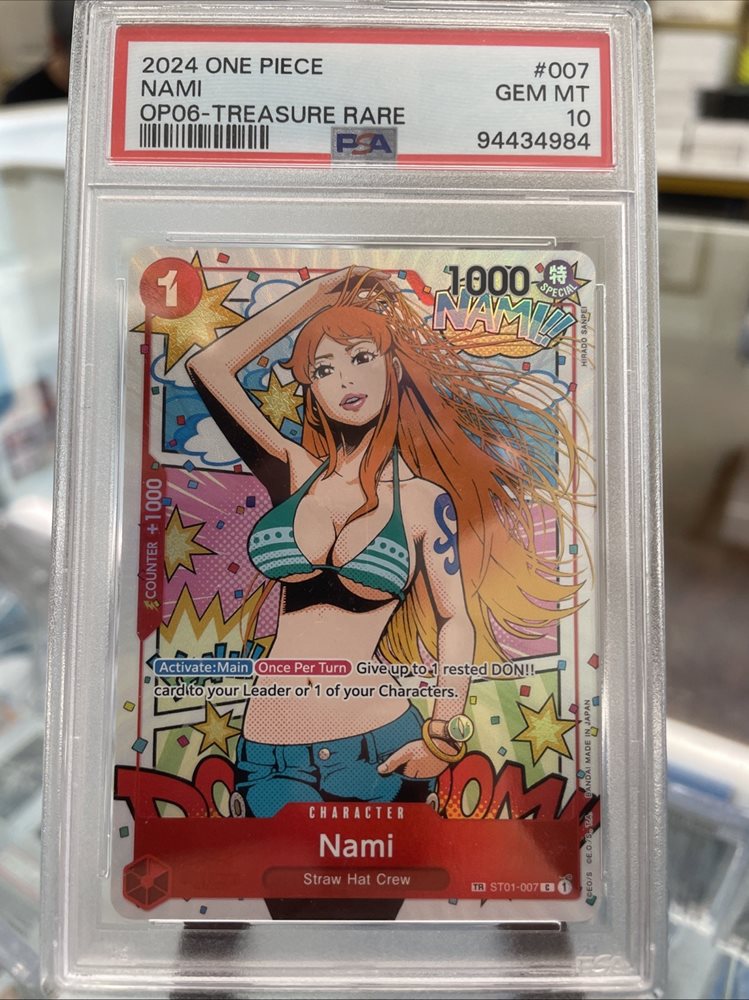 2024 ONE PIECE
#007
NAMI
GEM MT
OP06-TREASURE RARE
10
PSA
94434984
1
1000
特
SPECIAL
NAMI!!
HIRADO SANPEI
COUNTER +1000
Activate:Main Once Per Turn Give up to 1 rested DON!!
card to your Leader or 1 of your Characters.
CHARACTER
Nami
Straw Hat Crew
TR ST01-007 C 1
BANDAI MADE IN JAPAN
PSA